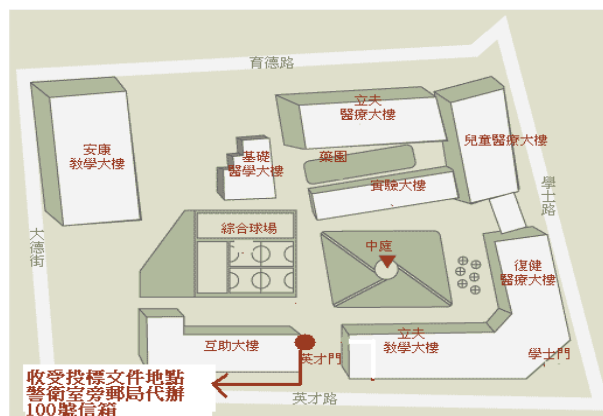 育德路
立夫
醫療大樓
兒童醫療大樓
安康
教學大樓
基礎
醫學大樓
藥園
實驗大樓
學士路
大德街
綜合球場
中庭
復健
醫療大樓
互助大樓
英才門
立夫
教學大樓
學士門
收受投標文件地點
警衛室旁郵局代辦
100號信箱
英才路